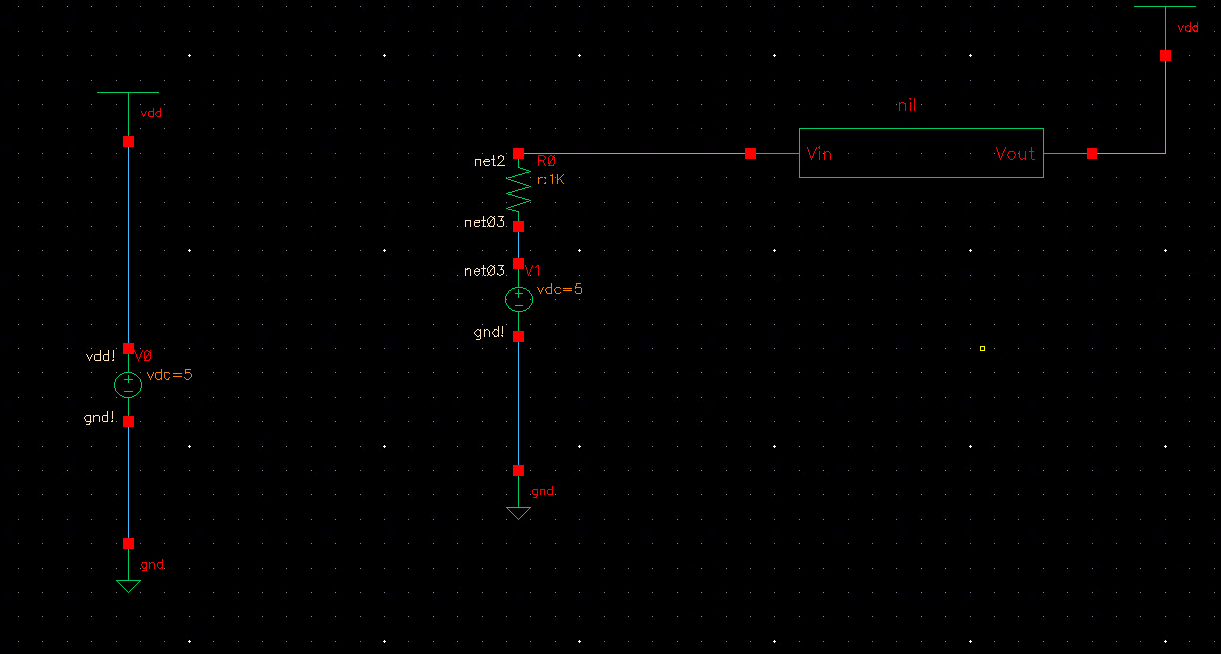 vdd
nil
vdd
net2
R0
Vin
Vout
r:1K
net03
net03
V1
vdc=5
gnd!
vdd!
V0
vdc=5
gnd!
gnd
gnd